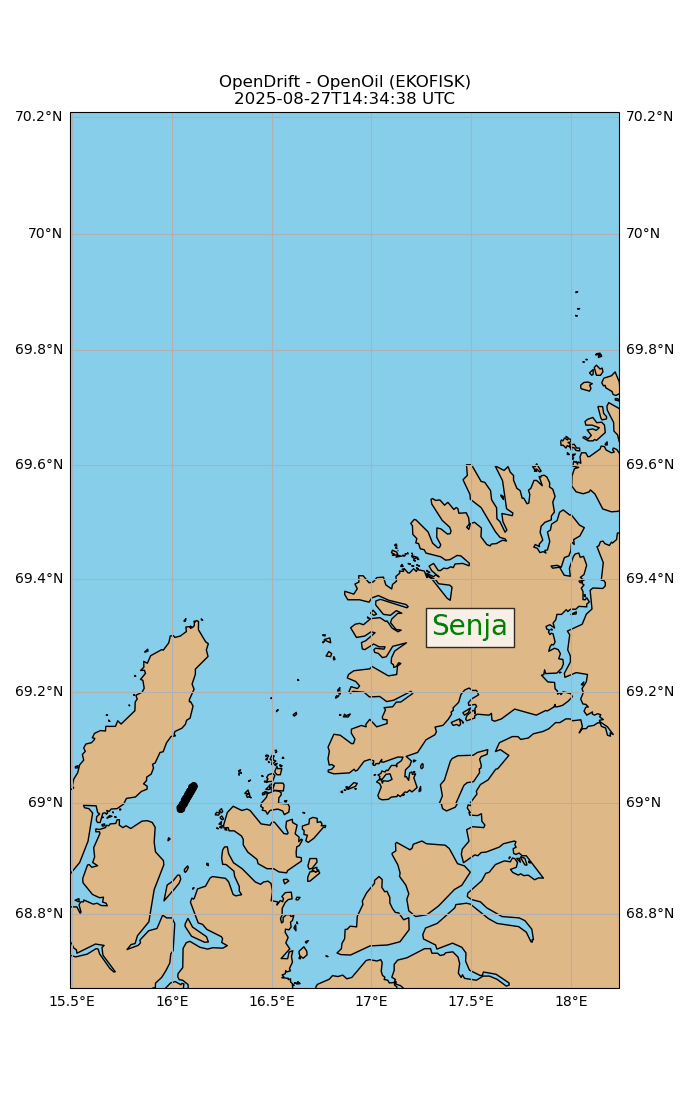 OpenDrift - OpenOil (EKOFISK)
2025-08-27T14:34:38 UTC
70.2°N 70.2°N
70°N 70°N
69.8°N 69.8°N
69.6°N 69.6°N
69.4°N 69.4°N
Senja
69.2°N 69.2°N
69°N 69°N
68.8°N 68.8°N
15.5°E 16°E 16.5°E 17°E 17.5°E 18°E